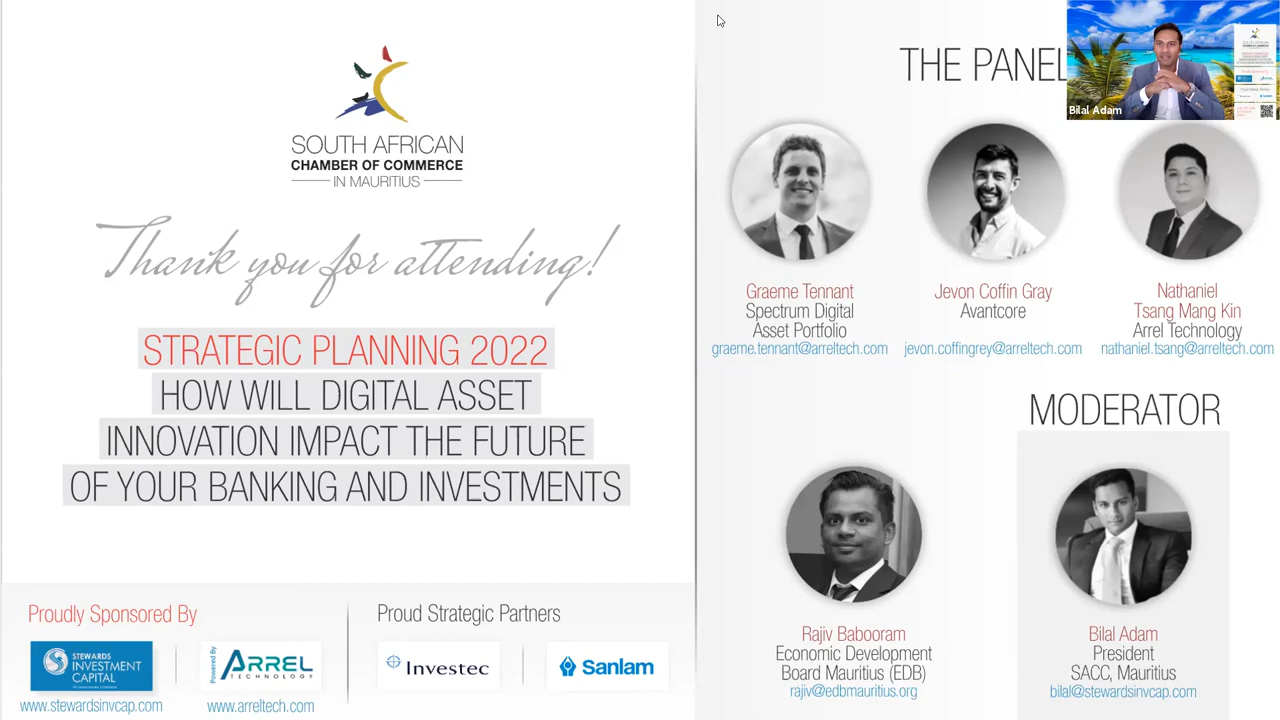 SOUTH AFRICAN
CHAMBER OF COMMERCE
IN MAURITIUS
Thank you for attending!
STRATEGIC PLANNING 2022
HOW WILL DIGITAL ASSET
INNOVATION IMPACT THE FUTURE
OF YOUR BANKING AND INVESTMENTS
Proudly Sponsored By
STEWARDS
INVESTMENT
CAPITAL
www.stewardsinvcap.com
Powered By
ARREL
TECHNOLOGY
www.arreltech.com
Proud Strategic Partners
Investec
Sanlam
THE PANEL
Bilal Adam
Graeme Tennant
Spectrum Digital
Asset Portfolio
graeme.tennant@arreltech.com
Jevon Coffin Gray
Avantcore
jevon.coffingrey@arreltech.com
Nathaniel
Tsang Mang Kin
Arrel Technology
nathaniel.tsang@arreltech.com
MODERATOR
Rajiv Babooram
Economic Development
Board Mauritius (EDB)
rajiv@edbmauritius.org
Bilal Adam
President
SACC, Mauritius
bilal@stewardsinvcap.com